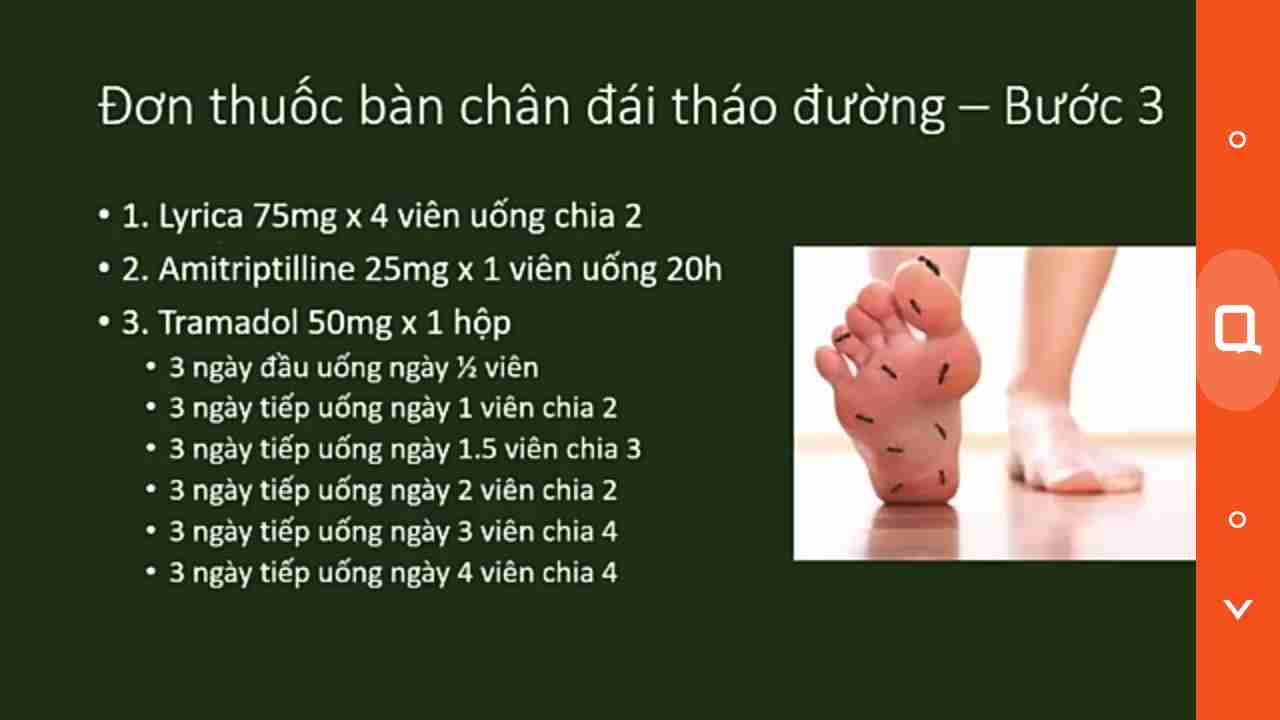 Đơn thuốc bàn chân đái tháo đường – Bước 3
• 1. Lyrica 75mg x 4 viên uống chia 2
• 2. Amitriptilline 25mg x 1 viên uống 20h
• 3. Tramadol 50mg x 1 hộp
• 3 ngày đầu uống ngày ½ viên
• 3 ngày tiếp uống ngày 1 viên chia 2
• 3 ngày tiếp uống ngày 1.5 viên chia 3
• 3 ngày tiếp uống ngày 2 viên chia 2
• 3 ngày tiếp uống ngày 3 viên chia 4
• 3 ngày tiếp uống ngày 4 viên chia 4